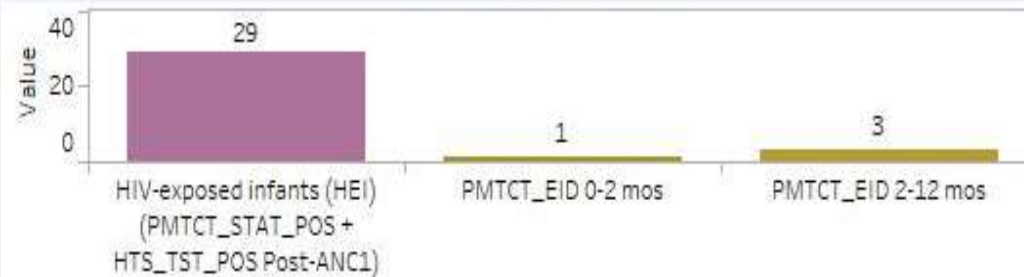 40
29
Value
20
1
3
0
HIV-exposed infants (HEI)
(PMTCT_STAT_POS +
HTS_TST_POS Post-ANC1)
PMTCT_EID 0-2 mos
PMTCT_EID 2-12 mos